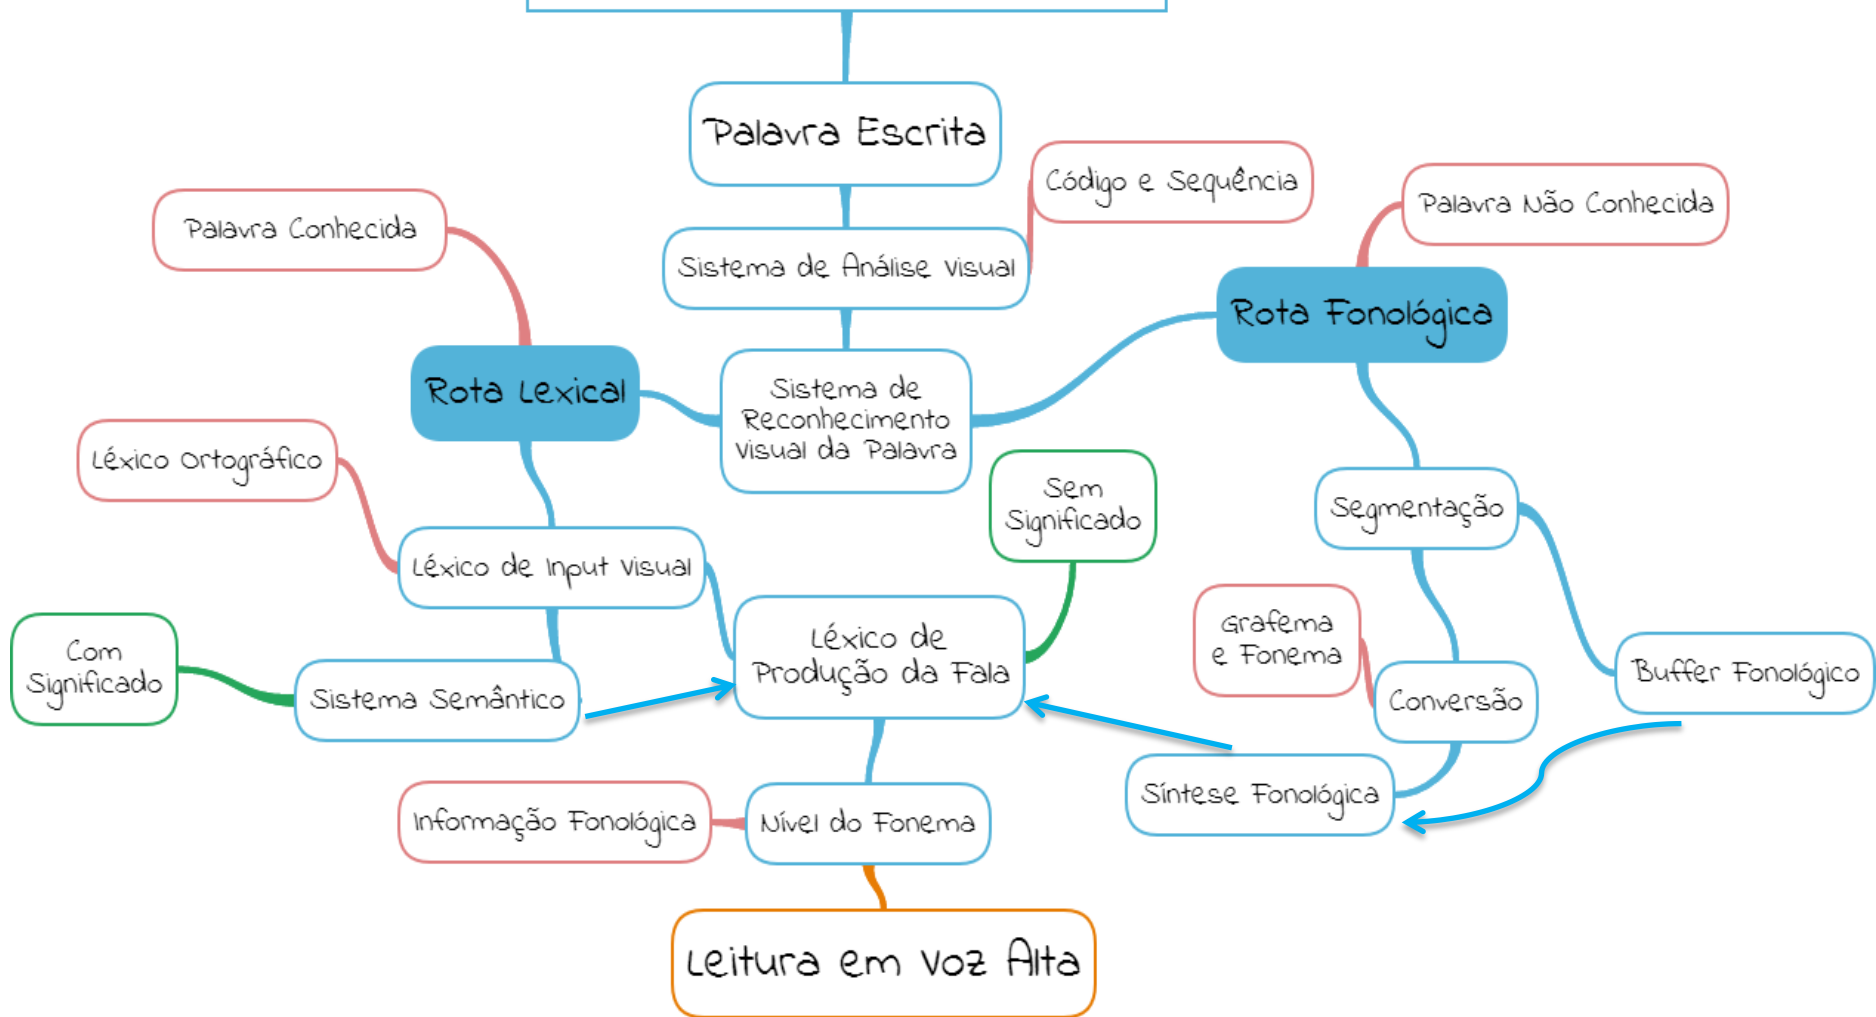 Palavra Escrita
Código e Sequência
Palavra Não Conhecida
Palavra Conhecida
Sistema de Análise Visual
Rota Fonológica
Rota Lexical
Sistema de
Reconhecimento
Visual da Palavra
Léxico Ortográfico
Sem
Significado
Segmentação
Léxico de Input Visual
Grafema
e Fonema
Léxico de
Produção da Fala
Com
Significado
Buffer Fonológico
Sistema Semântico
Conversão
Síntese Fonológica
Informação Fonológica
Nível do Fonema
Leitura em Voz Alta